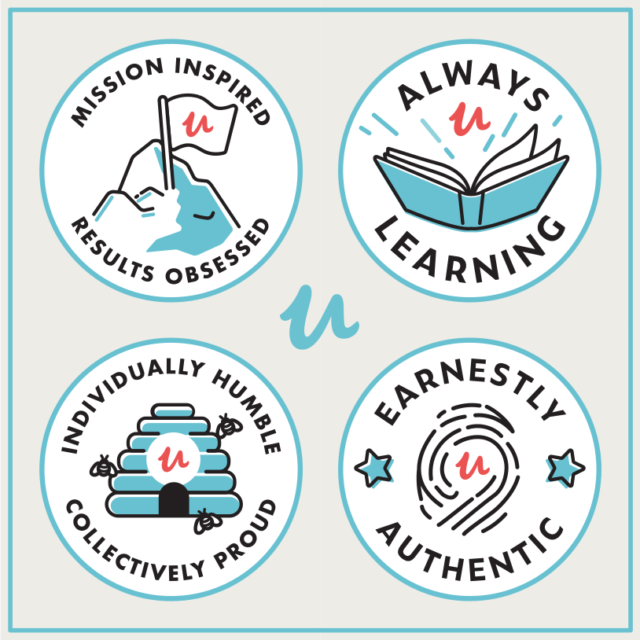 MISSION INSPIRED
u
RESULTS OBSESSED
ALWAYS
u
LEARNING
u
INDIVIDUALLY HUMBLE
u
COLLECTIVELY PROUD
EARNESTLY
u
AUTHENTIC